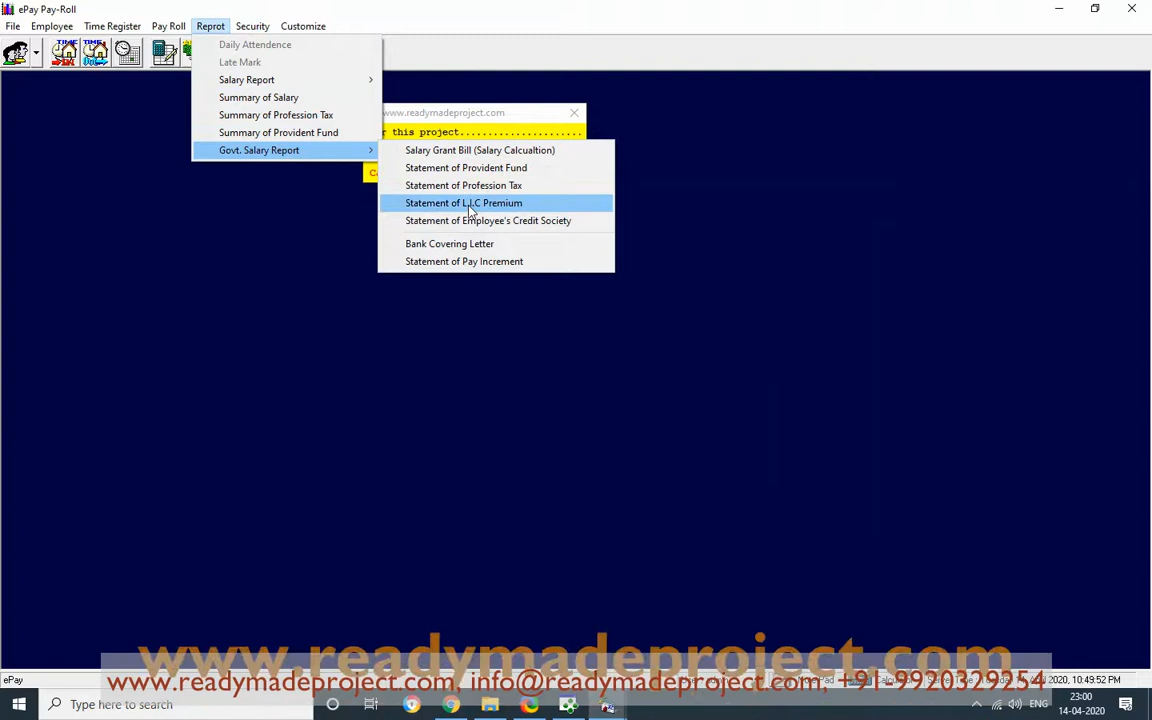 ePay Pay-Roll
File Employee Time Register Pay Roll Reprot Security Customize
Daily Attendence
Late Mark
Salary Report
Summary of Salary
Summary of Profession Tax
Summary of Provident Fund
Govt. Salary Report
www.readymadeproject.com
r this project......................
Salary Grant Bill (Salary Calcualtion)
Statement of Provident Fund
Statement of Profession Tax
Statement of L.I.C Premium
Statement of Employee's Credit Society
Bank Covering Letter
Statement of Pay Increment
www.readymadeproject.com
www.readymadeproject.com, info@readymadeproject.com, +91 -9920329254
ePay
10:49:52 PM
Type here to search
ENG
23:00
14-04-2020